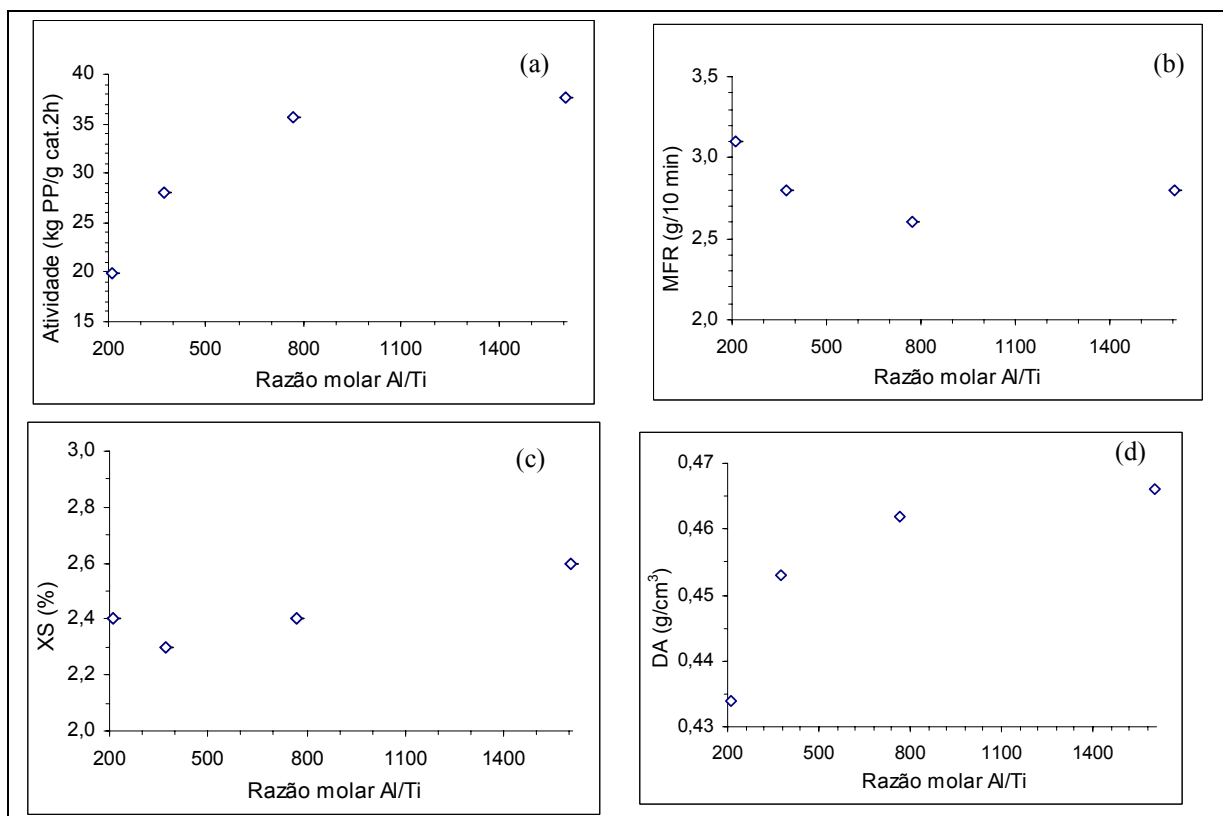 (a)
Atividade (kg PP/g cat.2h)
40
35
30
25
20
15
200 500 800 1100 1400
Razão molar Al/Ti
(b)
MFR (g/10 min)
3,5
3,0
2,5
2,0
200 500 800 1100 1400
Razão molar Al/Ti
(c)
XS (%)
3,0
2,8
2,6
2,4
2,2
2,0
200 500 800 1100 1400
Razão molar Al/Ti
(d)
DA (g/cm³)
0,47
0,46
0,45
0,44
0,43
200 500 800 1100 1400
Razão molar Al/Ti